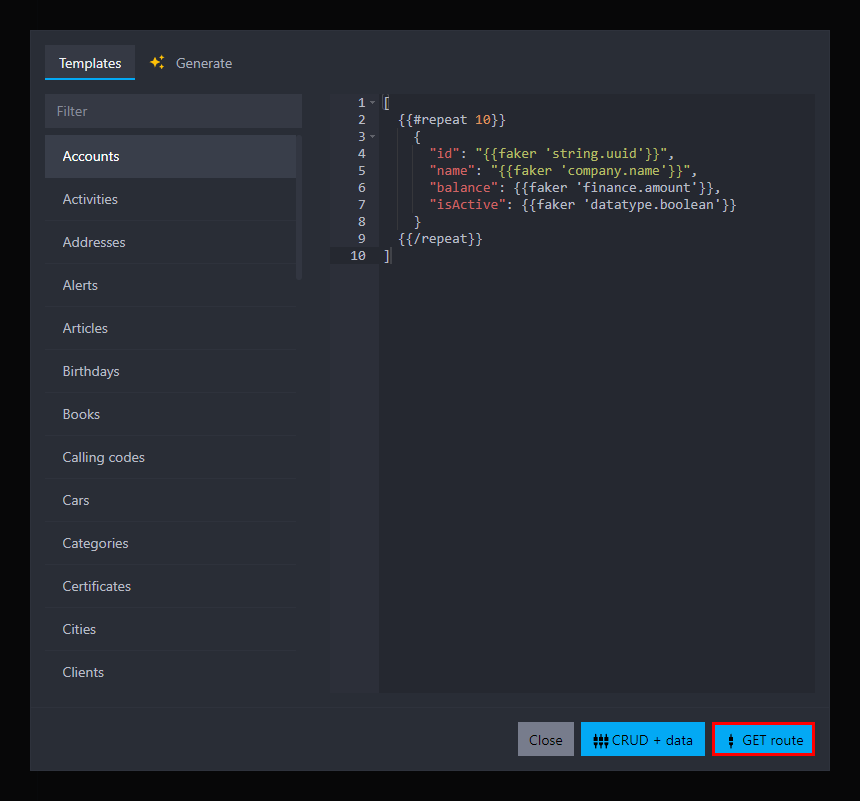 Templates
Generate
Filter
Accounts
Activities
Addresses
Alerts
Articles
Birthdays
Books
Calling codes
Cars
Categories
Certificates
Cities
Clients
1 [
2 {{#repeat 10}}
3 {
4 "id": "{{faker 'string.uuid'}}",
5 "name": "{{faker 'company.name'}}",
6 "balance": {{faker 'finance.amount'}},
7 "isActive": {{faker 'datatype.boolean'}}
8 }
9 {{/repeat}}
10 ]
Close
CRUD + data
GET route